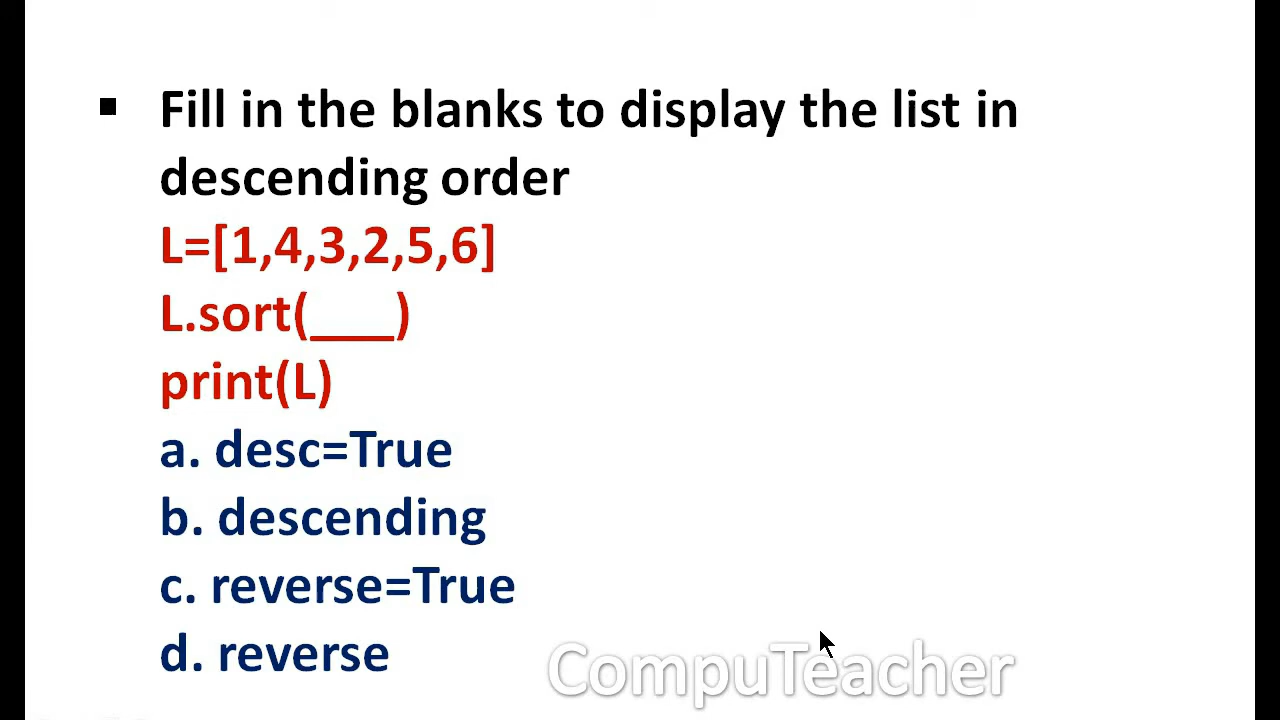 ▪ Fill in the blanks to display the list in
descending order
L=[1,4,3,2,5,6]
L.sort(___)
print(L)
a. desc=True
b. descending
c. reverse=True
d. reverse
CompuTeacher